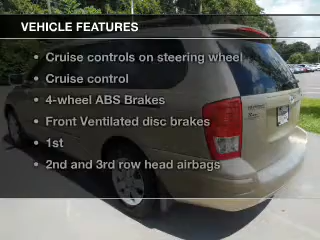 VEHICLE FEATURES
• Cruise controls on steering wheel
• Cruise control
• 4-wheel ABS Brakes
• Front Ventilated disc brakes
• 1st
• 2nd and 3rd row head airbags